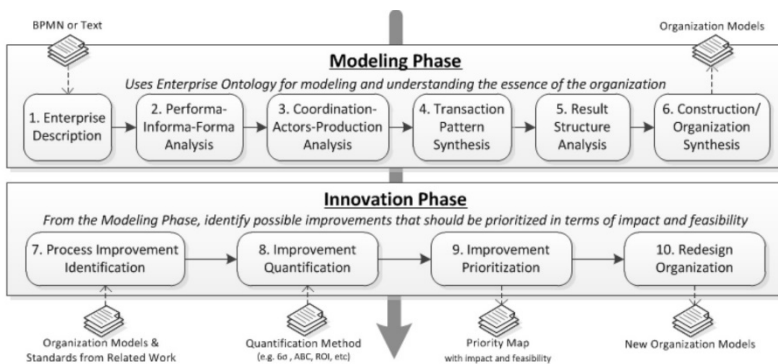 BPMN or Text
Organization Models
Modeling Phase
Uses Enterprise Ontology for modeling and understanding the essence of the organization
1. Enterprise
Description
2. Performa-
Informa-Forma
Analysis
3. Coordination-
Actors-Production
Analysis
4. Transaction
Pattern
Synthesis
5. Result
Structure
Analysis
6. Construction/
Organization
Synthesis
Innovation Phase
From the Modeling Phase, identify possible improvements that should be prioritized in terms of impact and feasibility
7. Process Improvement
Identification
8. Improvement
Quantification
9. Improvement
Prioritization
10. Redesign
Organization
Organization Models &
Standards from Related Work
Quantification Method
(e.g. 6σ , ABC, ROI, etc)
Priority Map
with impact and feasibility
New Organization Models